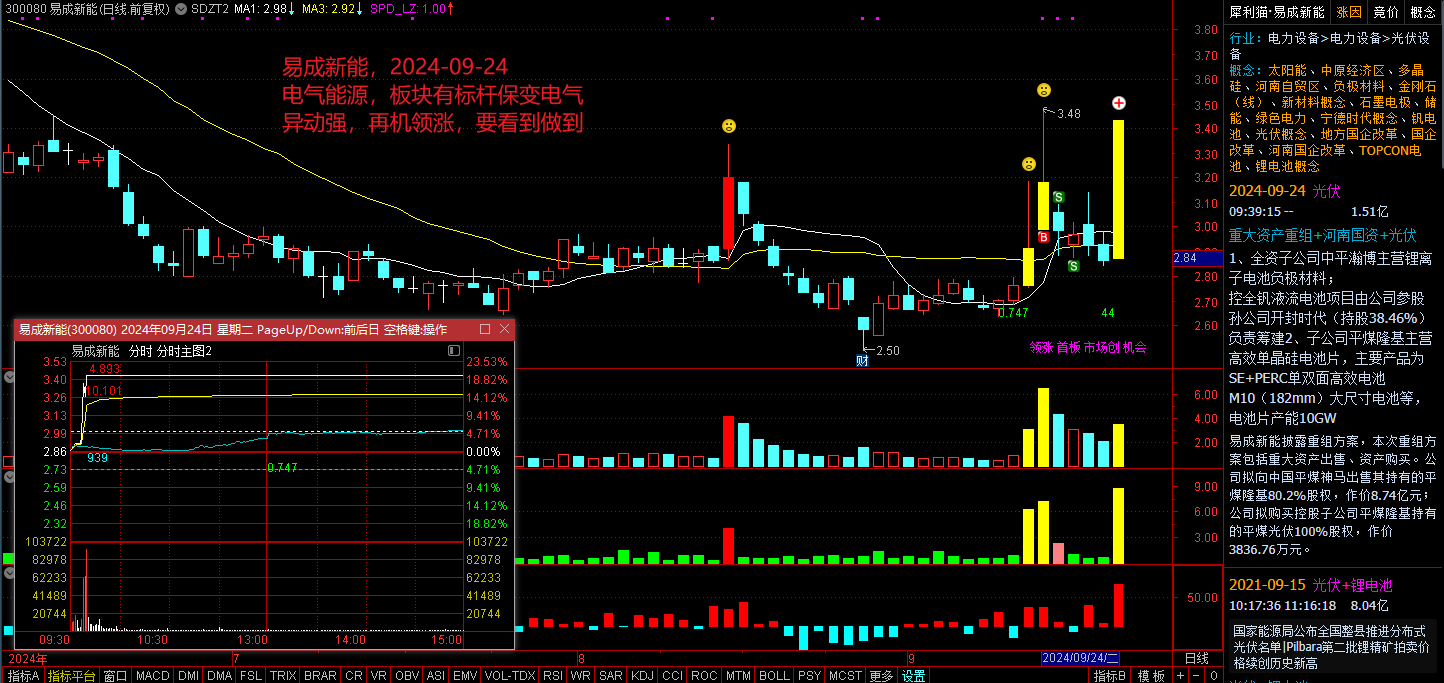 300080 易成新能(日线.前复权) SDZT2 MA1: 2.98↓ MA3: 2.92↓ SPD_LZ: 1.00↑
易成新能，2024-09-24
电气能源，板块有标杆保变电气
异动强，再机领涨，要看到做到
3.48
S
B
S
2.50
财
0.747
44
领涨 首板 市场创 机会
3.80
3.70
3.60
3.50
3.40
3.30
3.20
3.10
3.00
2.90
2.84
2.80
2.70
2.60
6.00
4.00
2.00
9.00
6.00
3.00
50.00
易成新能(300080) 2024年09月24日 星期二 PageUp/Down:前后日 空格键:操作
易成新能 分时 分时主图2
3.53 4.893 23.53%
3.40 10.101 18.82%
3.26 14.12%
3.13 9.41%
2.99 4.71%
2.86 939 0.00%
2.73 0.747 4.71%
2.59 9.41%
2.46 14.12%
2.32 18.82%
103722 103722
82978 82978
62233 62233
41489 41489
20744 20744
09:30 10:30 13:00 14:00 15:00
2024年 7 8 9 2024/09/24/二 日线
指标A 指标平台 窗口 MACD DMI DMA FSL TRIX BRAR CR VR OBV ASI EMV VOL-TDX RSI WR SAR KDJ CCI ROC MTM BOLL PSY MCST 更多 设置 指标B 模板 + − 0
犀利猫·易成新能 涨因 竞价 概念
行业: 电力设备>电力设备>光伏设
备
概念: 太阳能、中原经济区、多晶
硅、河南自贸区、负极材料、金刚石
（线）、新材料概念、石墨电极、储
能、绿色电力、宁德时代概念、钒电
池、光伏概念、地方国企改革、国企
改革、河南国企改革、TOPCON电
池、锂电池概念
2024-09-24 光伏
09:39:15 -- 1.51亿
重大资产重组+河南国资+光伏
1、全资子公司中平瀚博主营锂离
子电池负极材料；
控全钒液流电池项目由公司参股
孙公司开封时代（持股38.46%）
负责筹建2、子公司平煤隆基主营
高效单晶硅电池片，主要产品为
SE+PERC单双面高效电池
M10（182mm）大尺寸电池等，
电池片产能10GW
易成新能披露重组方案，本次重组方
案包括重大资产出售、资产购买。公
司拟向中国平煤神马出售其持有的平
煤隆基80.2%股权，作价8.74亿元；
公司拟购买控股子公司平煤隆基持有
的平煤光伏100%股权，作价
3836.76万元。
2021-09-15 光伏+锂电池
10:17:36 11:16:18 8.04亿
国家能源局公布全国整县推进分布式
光伏名单|Pilbara第二批锂精矿拍卖价
格续创历史新高